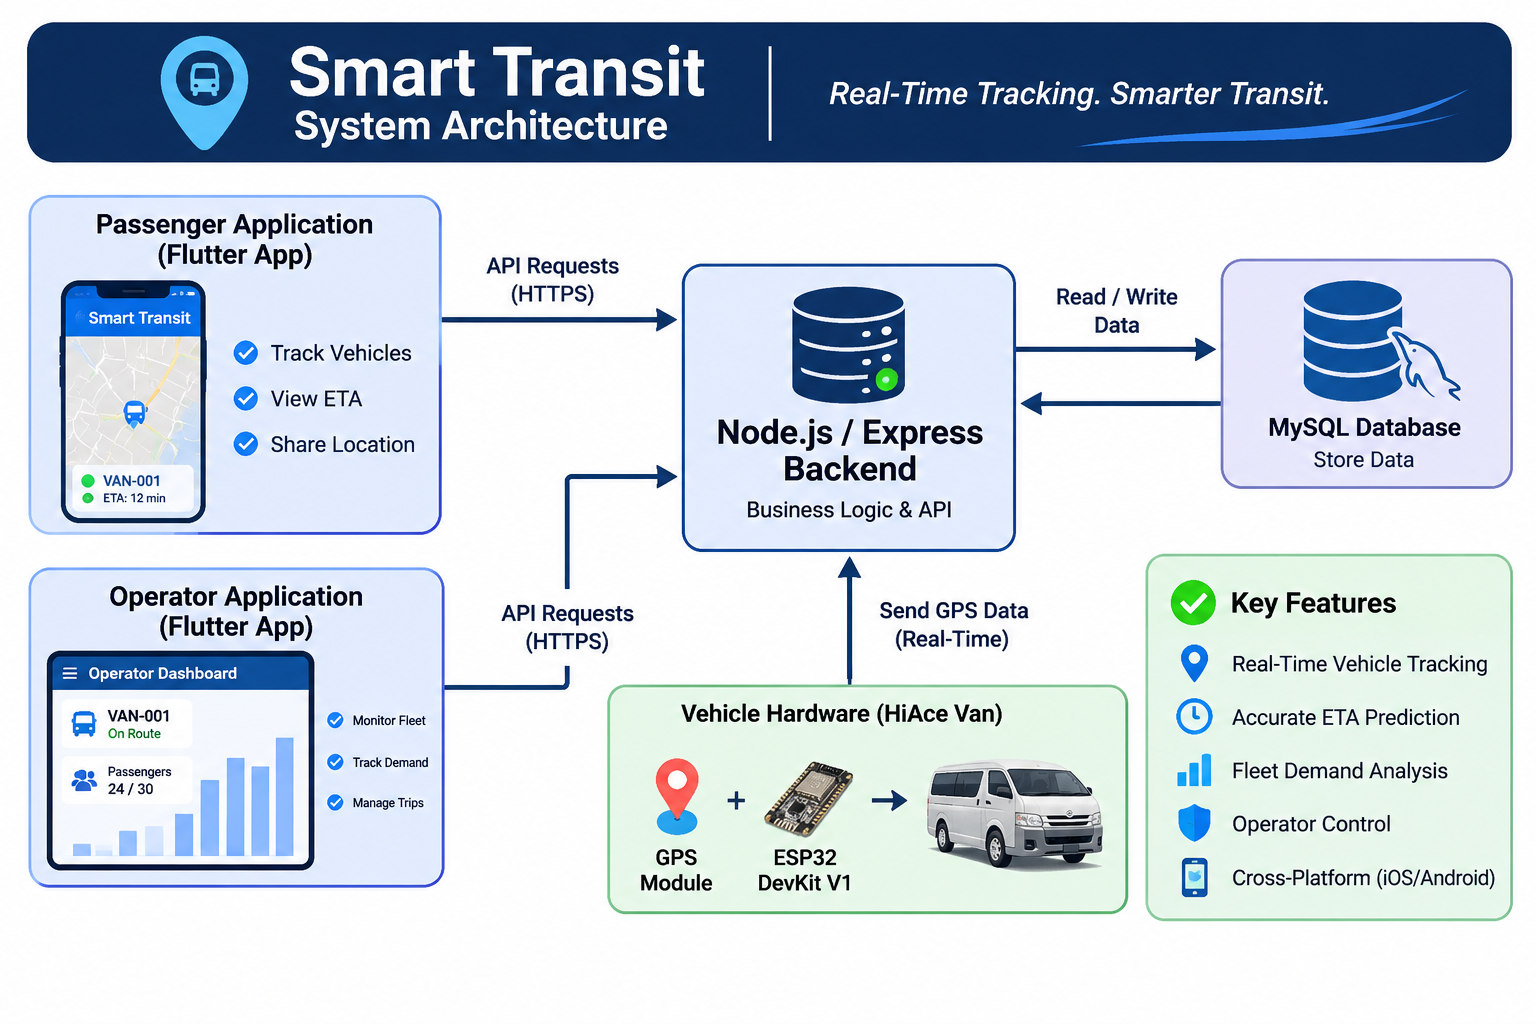 Smart Transit
System Architecture
Real-Time Tracking. Smarter Transit.
Passenger Application
(Flutter App)
Smart Transit
Track Vehicles
View ETA
Share Location
VAN-001
ETA: 12 min
API Requests
(HTTPS)
Node.js / Express
Backend
Business Logic & API
Read / Write
Data
MySQL Database
Store Data
Operator Application
(Flutter App)
Operator Dashboard
VAN-001
On Route
Passengers
24 / 30
Monitor Fleet
Track Demand
Manage Trips
API Requests
(HTTPS)
Send GPS Data
(Real-Time)
Vehicle Hardware (HiAce Van)
GPS
Module
+
ESP32
DevKit V1
Key Features
Real-Time Vehicle Tracking
Accurate ETA Prediction
Fleet Demand Analysis
Operator Control
Cross-Platform (iOS/Android)